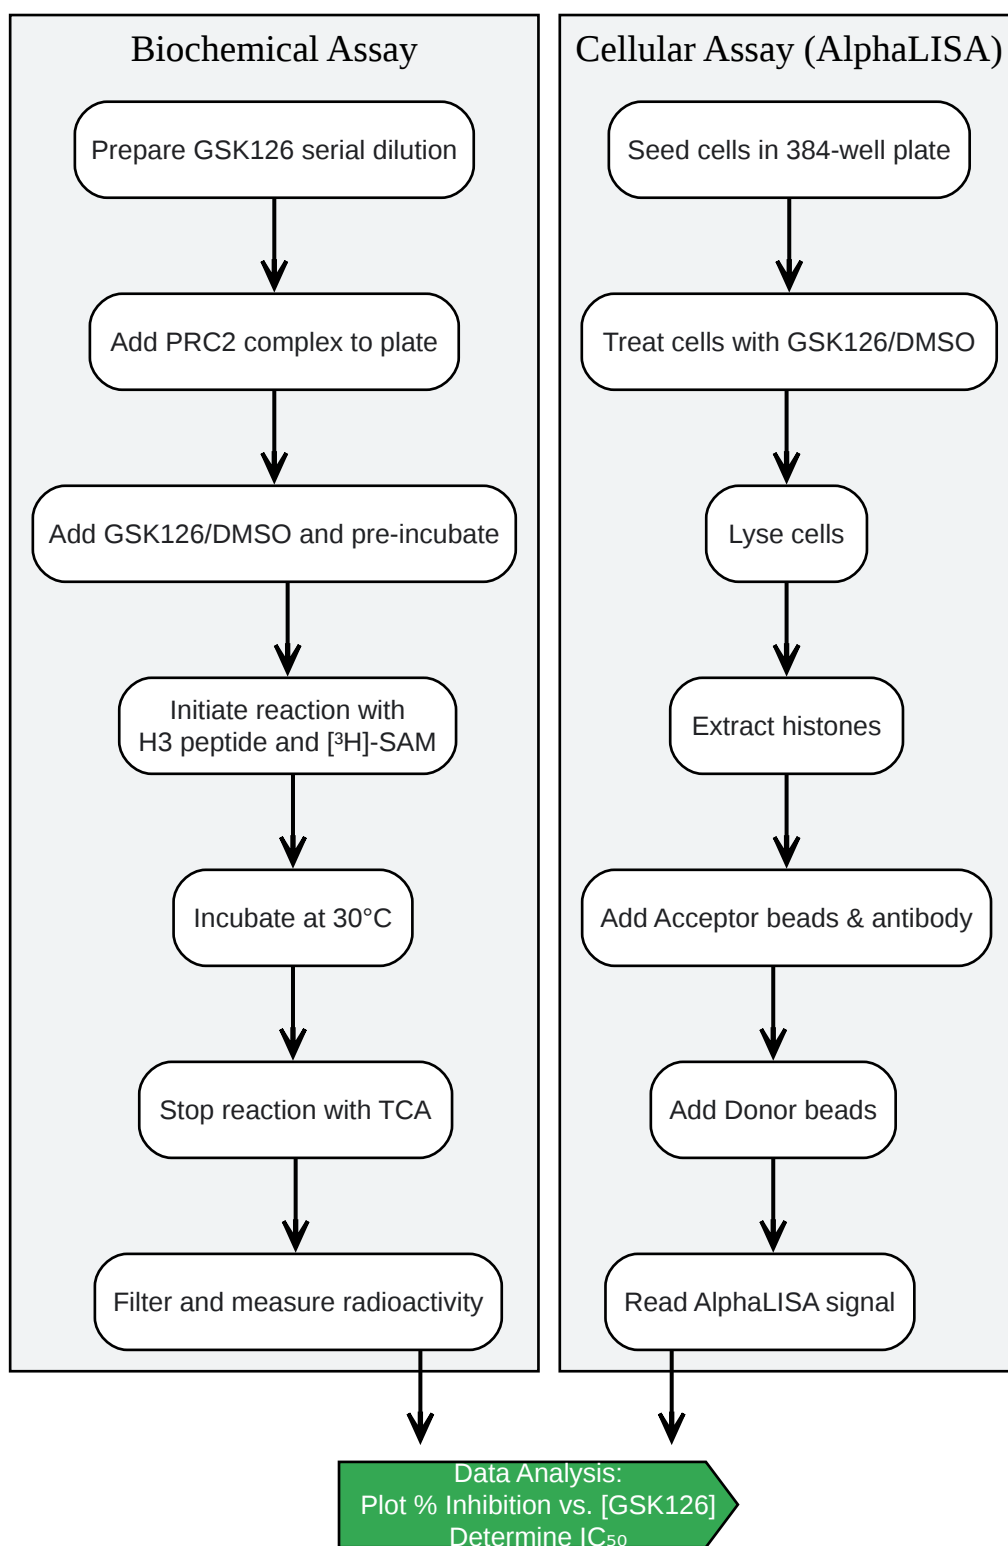 Biochemical Assay
Prepare GSK126 serial dilution
Add PRC2 complex to plate
Add GSK126/DMSO and pre-incubate
Initiate reaction with
H3 peptide and [³H]-SAM
Incubate at 30°C
Stop reaction with TCA
Filter and measure radioactivity
Cellular Assay (AlphaLISA)
Seed cells in 384-well plate
Treat cells with GSK126/DMSO
Lyse cells
Extract histones
Add Acceptor beads & antibody
Add Donor beads
Read AlphaLISA signal
Data Analysis:
Plot % Inhibition vs. [GSK126]
Determine IC₅₀